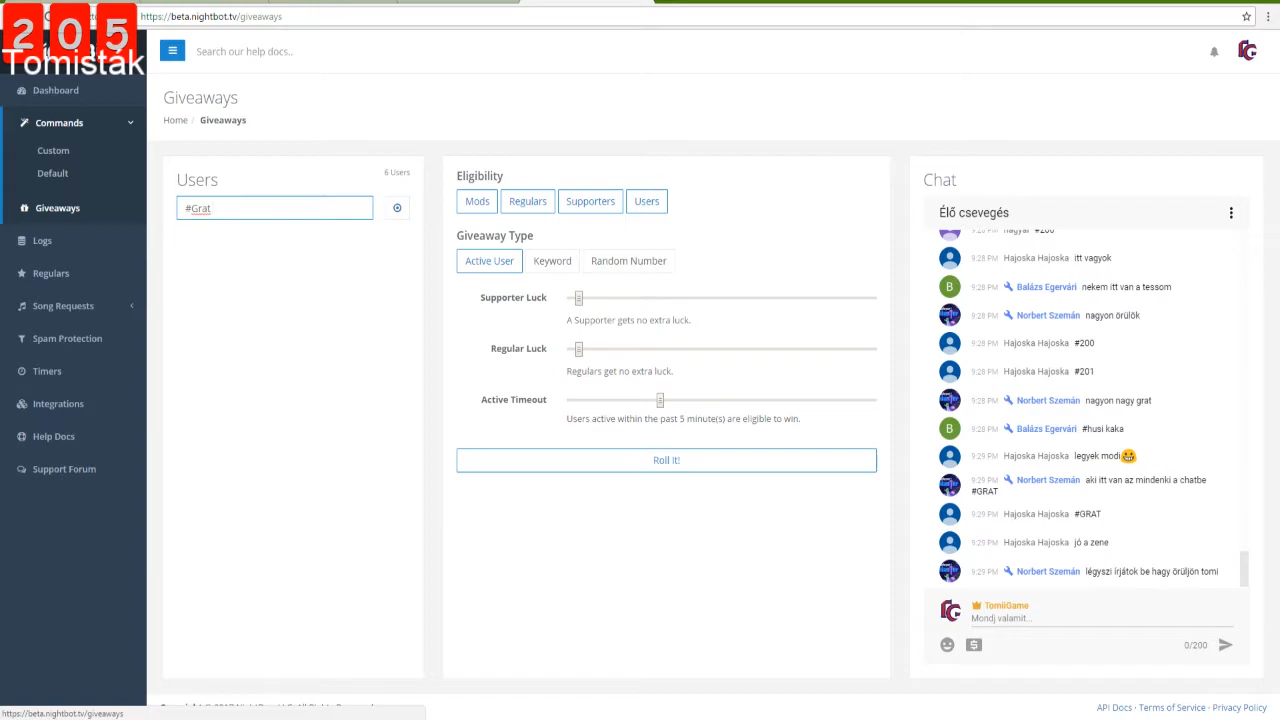 https://beta.nightbot.tv/giveaways
205
Tomisták
Search our help docs..
Dashboard
Commands
Custom
Default
Giveaways
Logs
Regulars
Song Requests
Spam Protection
Timers
Integrations
Help Docs
Support Forum
Giveaways
Home / Giveaways
Users
6 Users
#Grat
Eligibility
Mods
Regulars
Supporters
Users
Giveaway Type
Active User
Keyword
Random Number
Supporter Luck
A Supporter gets no extra luck.
Regular Luck
Regulars get no extra luck.
Active Timeout
Users active within the past 5 minute(s) are eligible to win.
Roll It!
Chat
Élő csevegés
9:28 PM Hajoska Hajoska itt vagyok
9:28 PM Balázs Egervári nekem itt van a tessom
9:28 PM Norbert Szemán nagyon örülök
9:28 PM Hajoska Hajoska #200
9:28 PM Hajoska Hajoska #201
9:28 PM Norbert Szemán nagyon nagy grat
9:28 PM Balázs Egervári #husi kaka
9:29 PM Hajoska Hajoska legyek modi
9:29 PM Norbert Szemán aki itt van az mindenki a chatbe
#GRAT
9:29 PM Hajoska Hajoska #GRAT
9:29 PM Hajoska Hajoska jó a zene
9:29 PM Norbert Szemán légyszi írjátok be hagy örüljön tomi
TomiiGame
Mondj valamit...
0/200
API Docs · Terms of Service · Privacy Policy
https://beta.nightbot.tv/giveaways